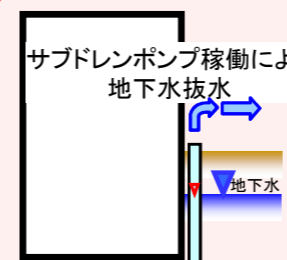 サブドレンポンプ稼働によ
地下水抜水
地下水